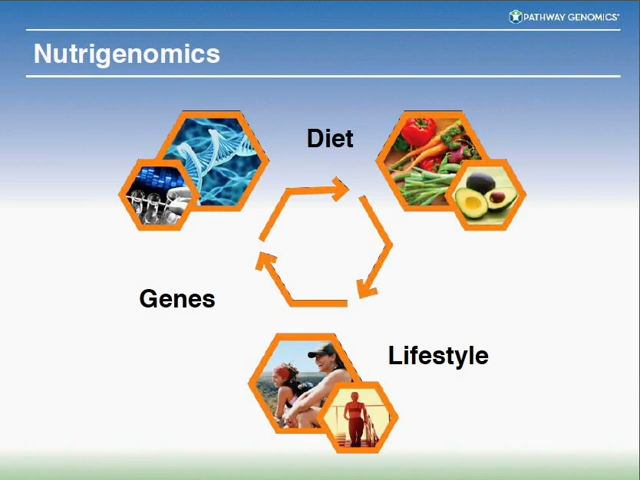 PATHWAY GENOMICS
Nutrigenomics
Diet
Genes
Lifestyle